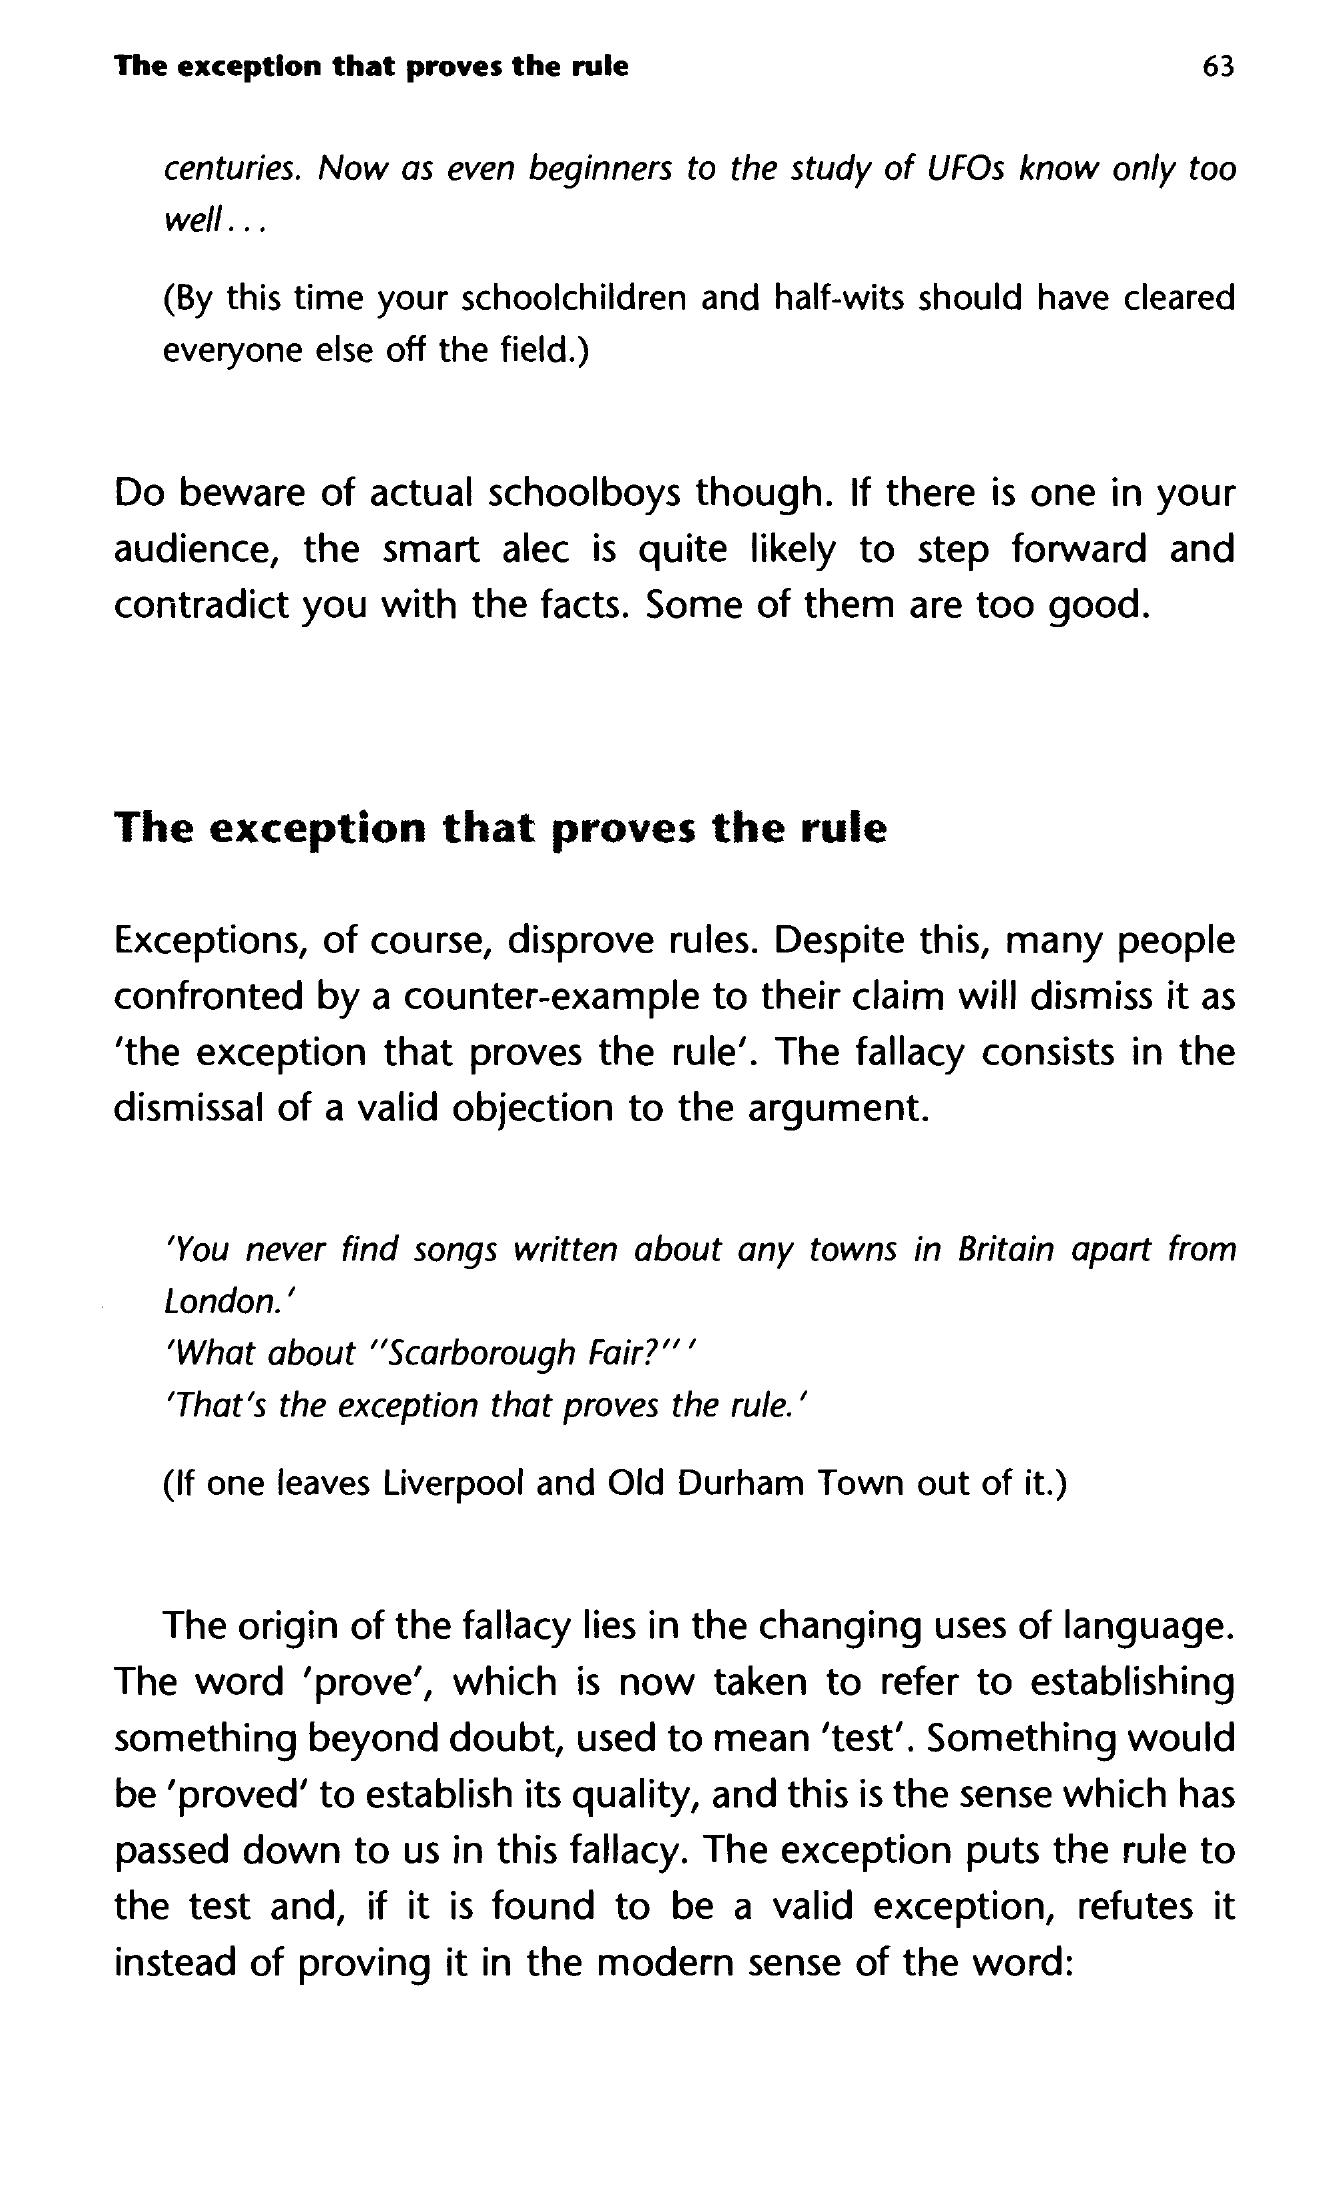 The exception that proves the rule 63
centuries. Now as even beginners to the study of UFOs know only too
well...
(By this time your schoolchildren and half-wits should have cleared
everyone else off the field.)
Do beware of actual schoolboys though. If there is one in your
audience, the smart alec is quite likely to step forward and
contradict you with the facts. Some of them are too good.
The exception that proves the rule
Exceptions, of course, disprove rules. Despite this, many people
confronted by a counter-example to their claim will dismiss it as
'the exception that proves the rule'. The fallacy consists in the
dismissal of a valid objection to the argument.
'You never find songs written about any towns in Britain apart from
London.'
'What about "Scarborough Fair?"'
'That's the exception that proves the rule.'
(If one leaves Liverpool and Old Durham Town out of it.)
The origin of the fallacy lies in the changing uses of language.
The word 'prove', which is now taken to refer to establishing
something beyond doubt, used to mean 'test'. Something would
be 'proved' to establish its quality, and this is the sense which has
passed down to us in this fallacy. The exception puts the rule to
the test and, if it is found to be a valid exception, refutes it
instead of proving it in the modern sense of the word: